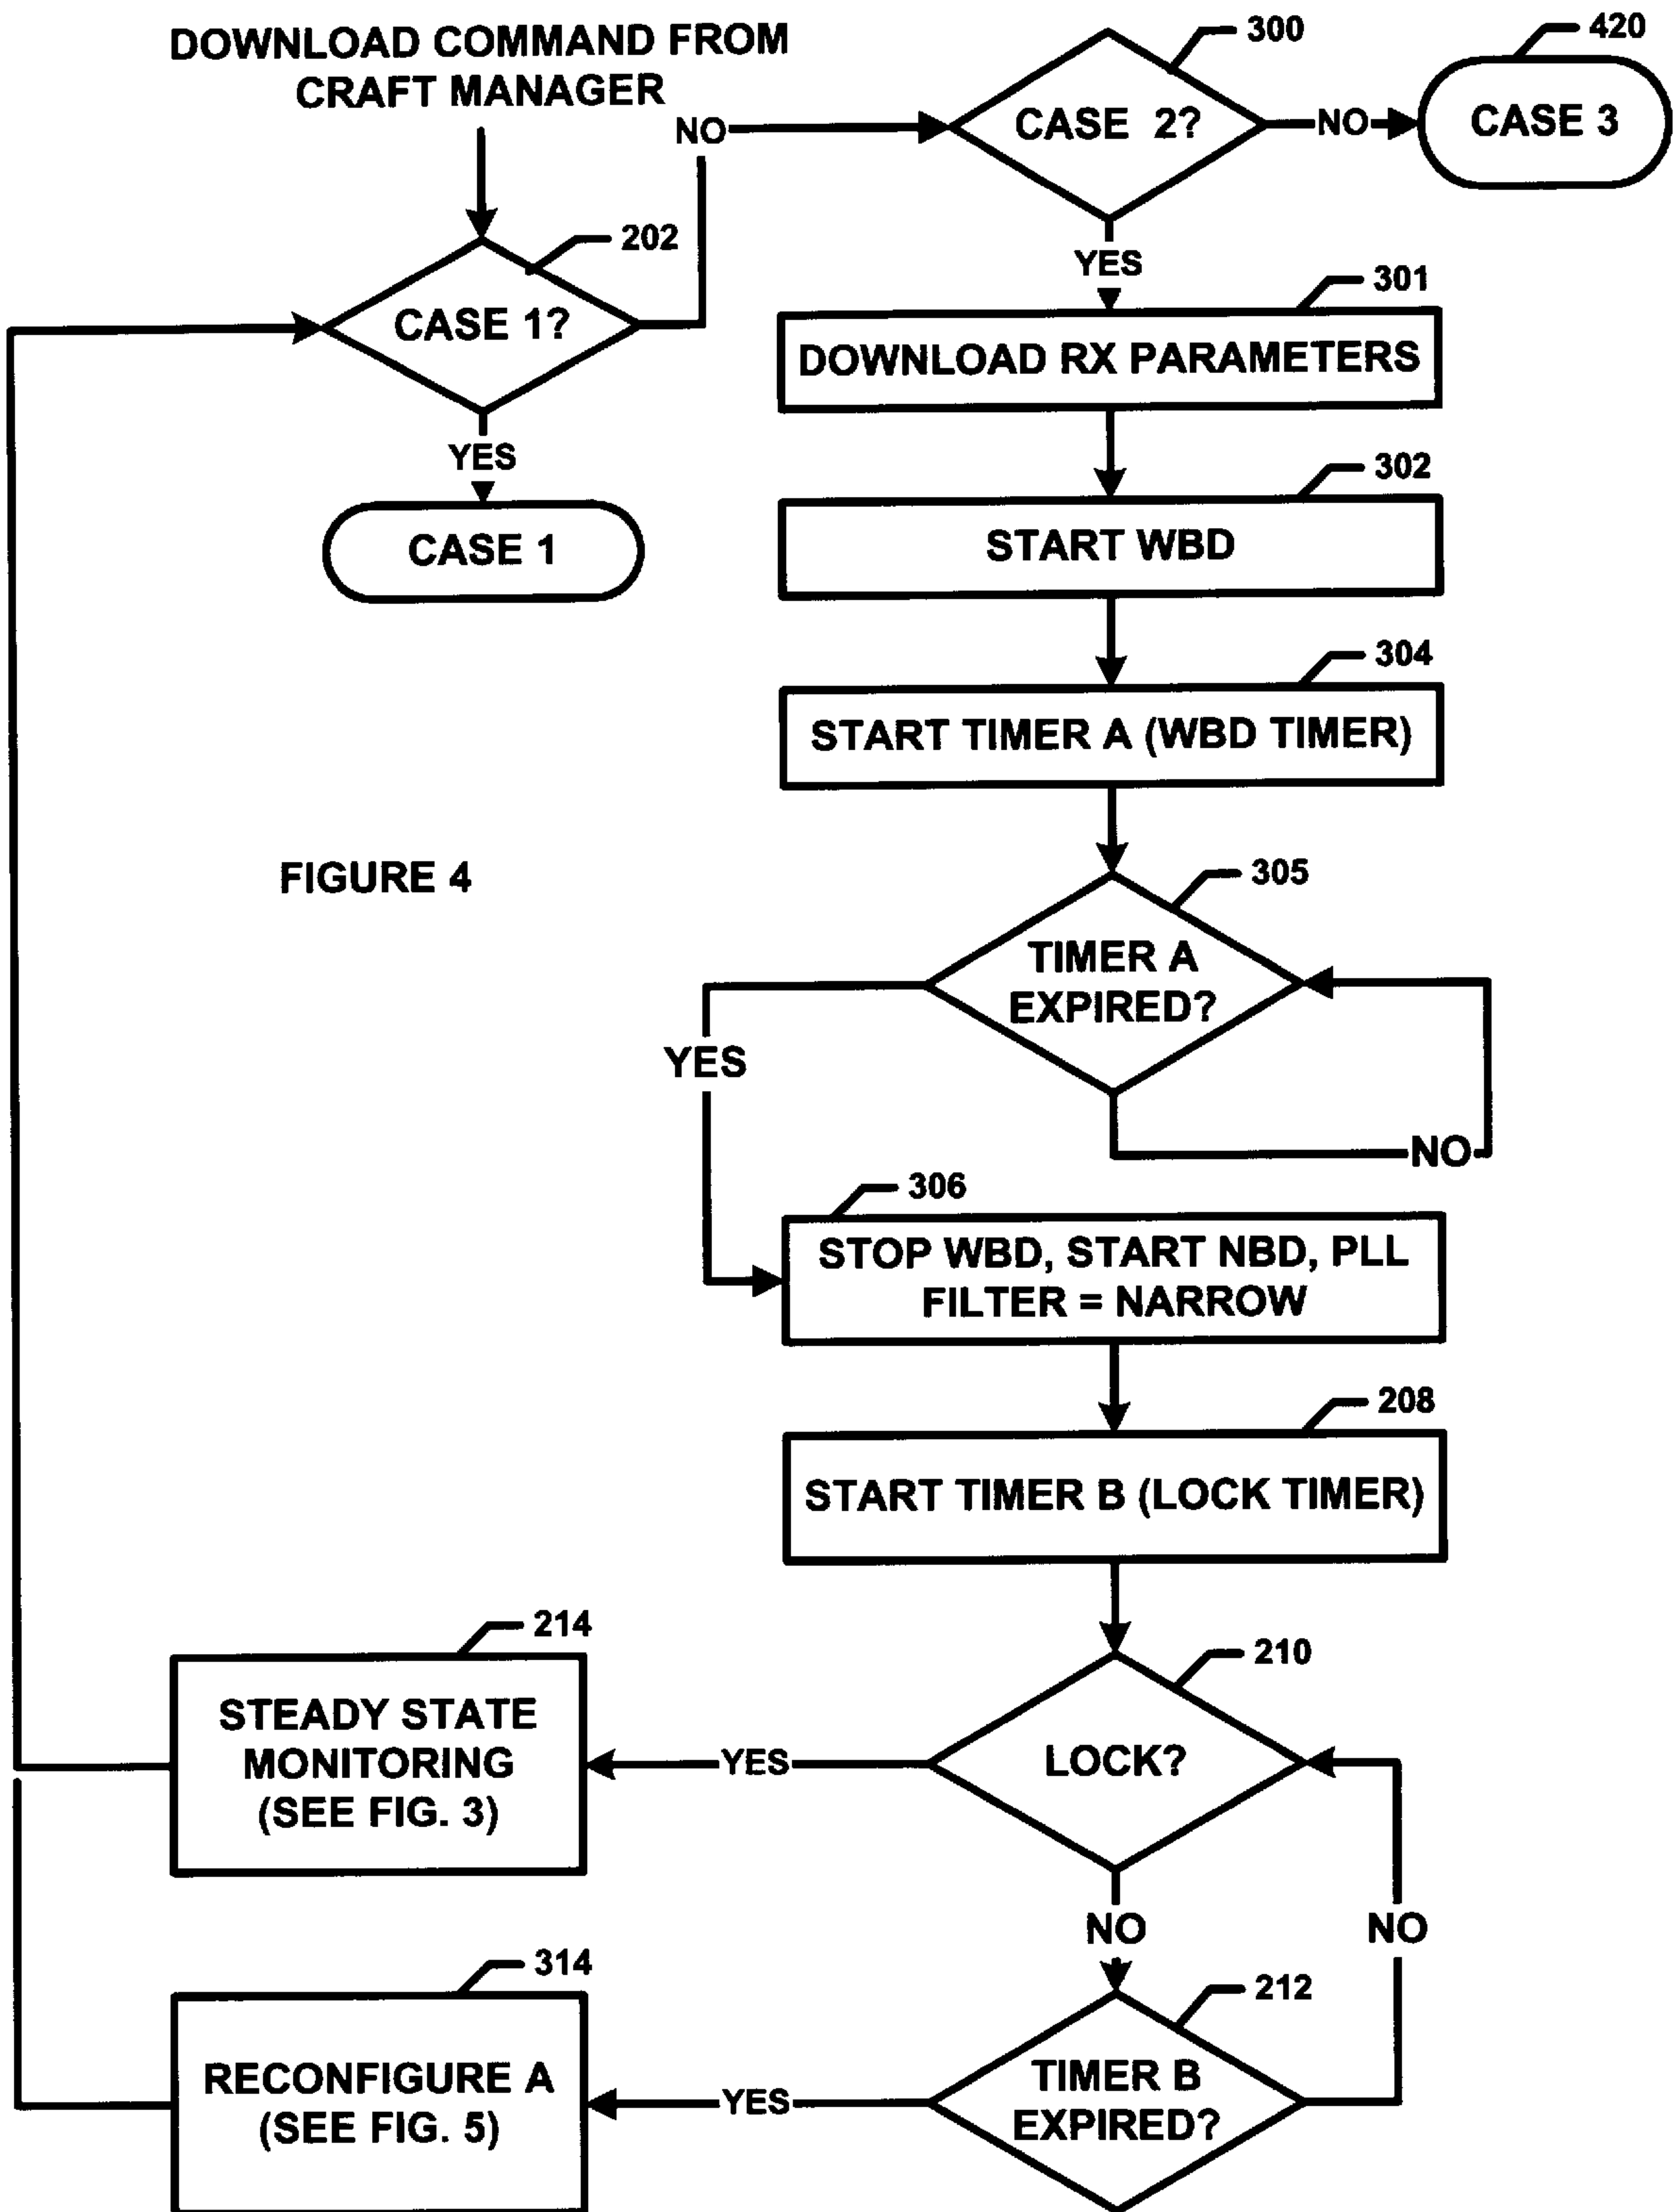 DOWNLOAD COMMAND FROM
CRAFT MANAGER
300
420
CASE 2?
NO
CASE 3
NO
202
CASE 1?
YES
YES
CASE 1
301
DOWNLOAD RX PARAMETERS
302
START WBD
304
START TIMER A (WBD TIMER)
FIGURE 4
305
TIMER A
EXPIRED?
YES
NO
306
STOP WBD, START NBD, PLL
FILTER = NARROW
208
START TIMER B (LOCK TIMER)
214
STEADY STATE
MONITORING
(SEE FIG. 3)
210
LOCK?
YES
NO
NO
314
RECONFIGURE A
(SEE FIG. 5)
212
TIMER B
EXPIRED?
YES